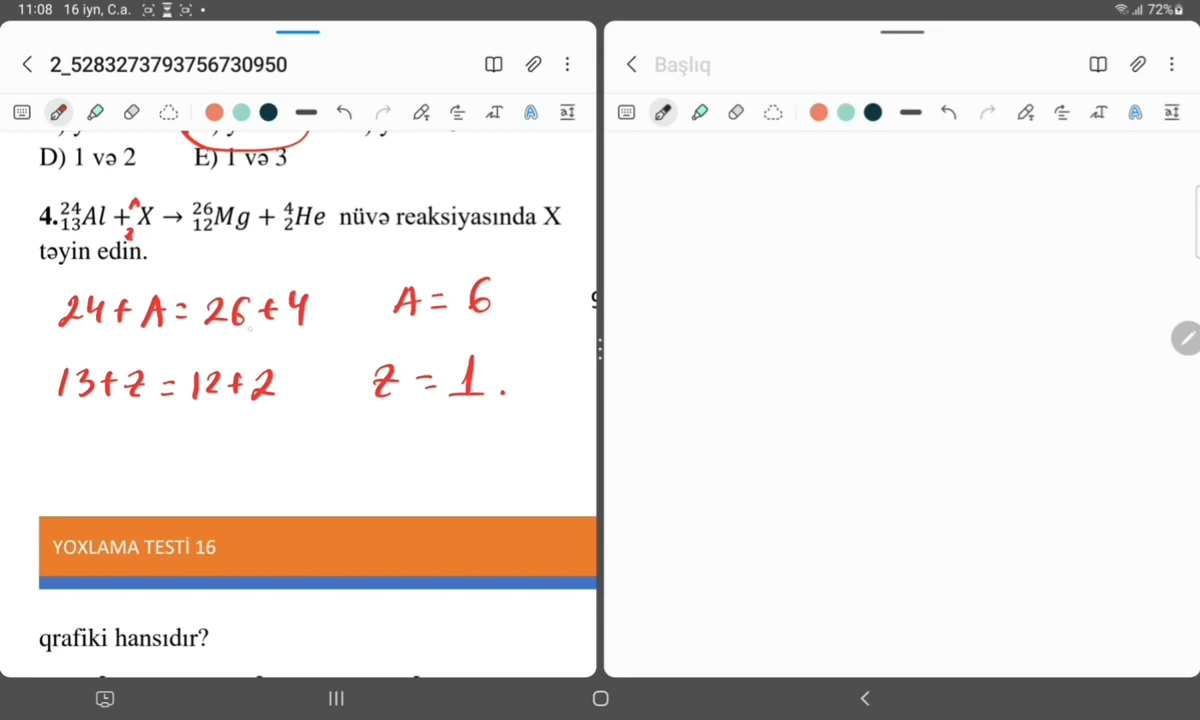 11:08 16 iyn, C.a. 72%
2_5283273793756730950
Başlıq
D) 1 və 2 E) 1 və 3
4. ²⁴₁₃Al + ᴬ_ZX → ²⁶₁₂Mg + ⁴₂He nüvə reaksiyasında X
təyin edin.
24 + A = 26 + 4 A = 6
13 + Z = 12 + 2 Z = 1.
YOXLAMA TESTİ 16
qrafiki hansıdır?